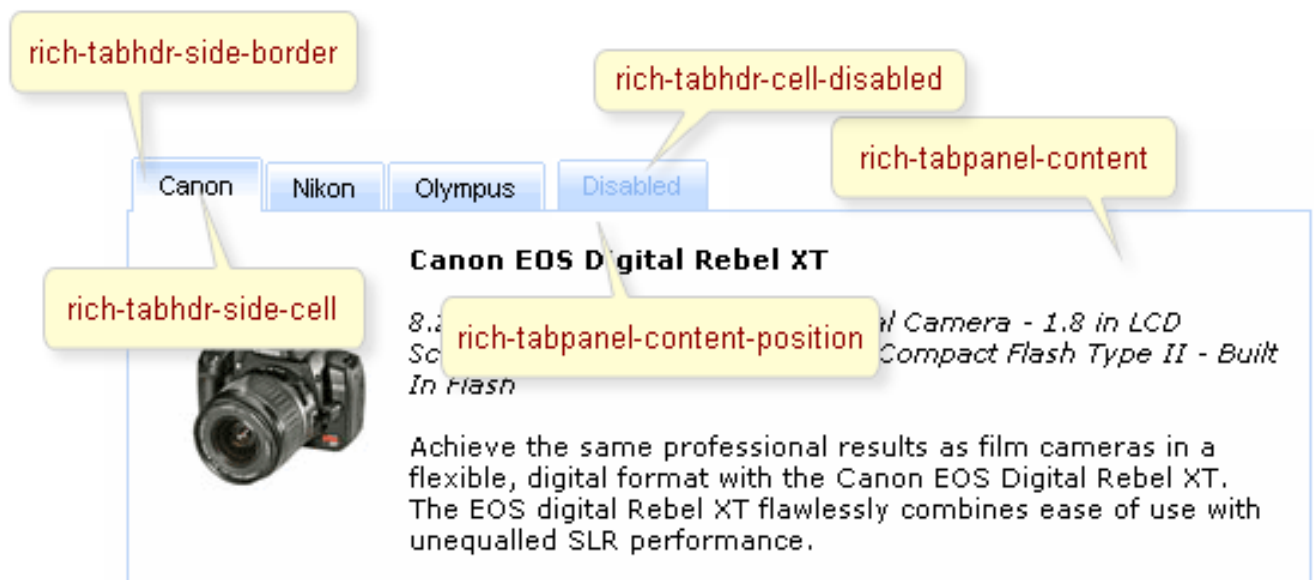 rich-tabhdr-side-border
rich-tabhdr-cell-disabled
rich-tabpanel-content
Canon Nikon Olympus Disabled
Canon EOS Digital Rebel XT
rich-tabhdr-side-cell
8.2 al Camera - 1.8 in LCD
rich-tabpanel-content-position
Sc Compact Flash Type II - Built
In Flash
Achieve the same professional results as film cameras in a
flexible, digital format with the Canon EOS Digital Rebel XT.
The EOS digital Rebel XT flawlessly combines ease of use with
unequalled SLR performance.